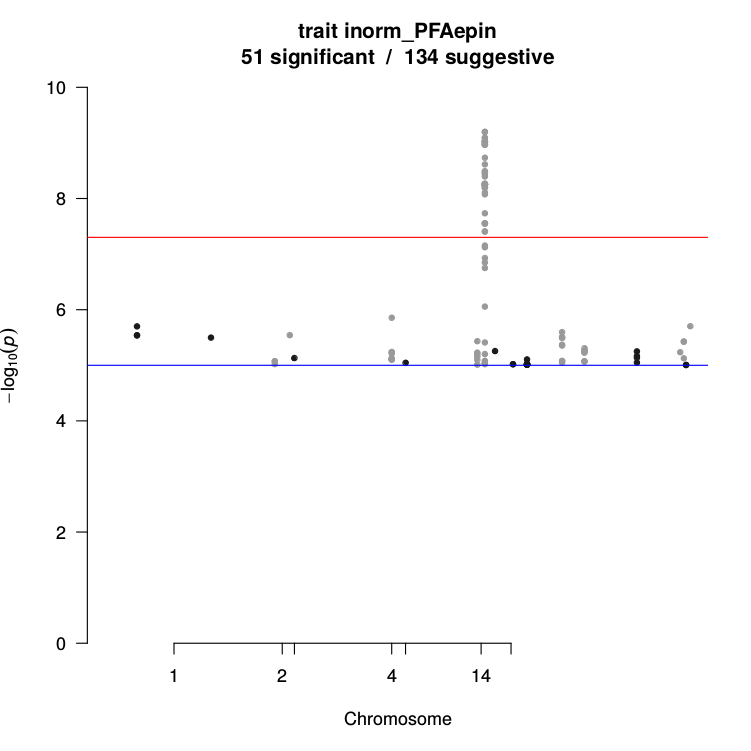 trait inorm_PFAepin
51 significant / 134 suggestive
10
8
6
4
2
0
−log10(p)
1 2 4 14
Chromosome